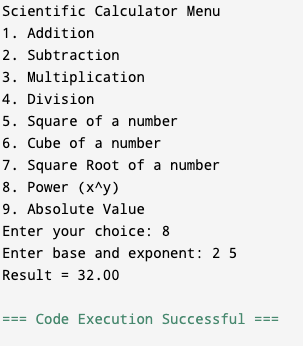 Scientific Calculator Menu
1. Addition
2. Subtraction
3. Multiplication
4. Division
5. Square of a number
6. Cube of a number
7. Square Root of a number
8. Power (x^y)
9. Absolute Value
Enter your choice: 8
Enter base and exponent: 2 5
Result = 32.00
=== Code Execution Successful ===